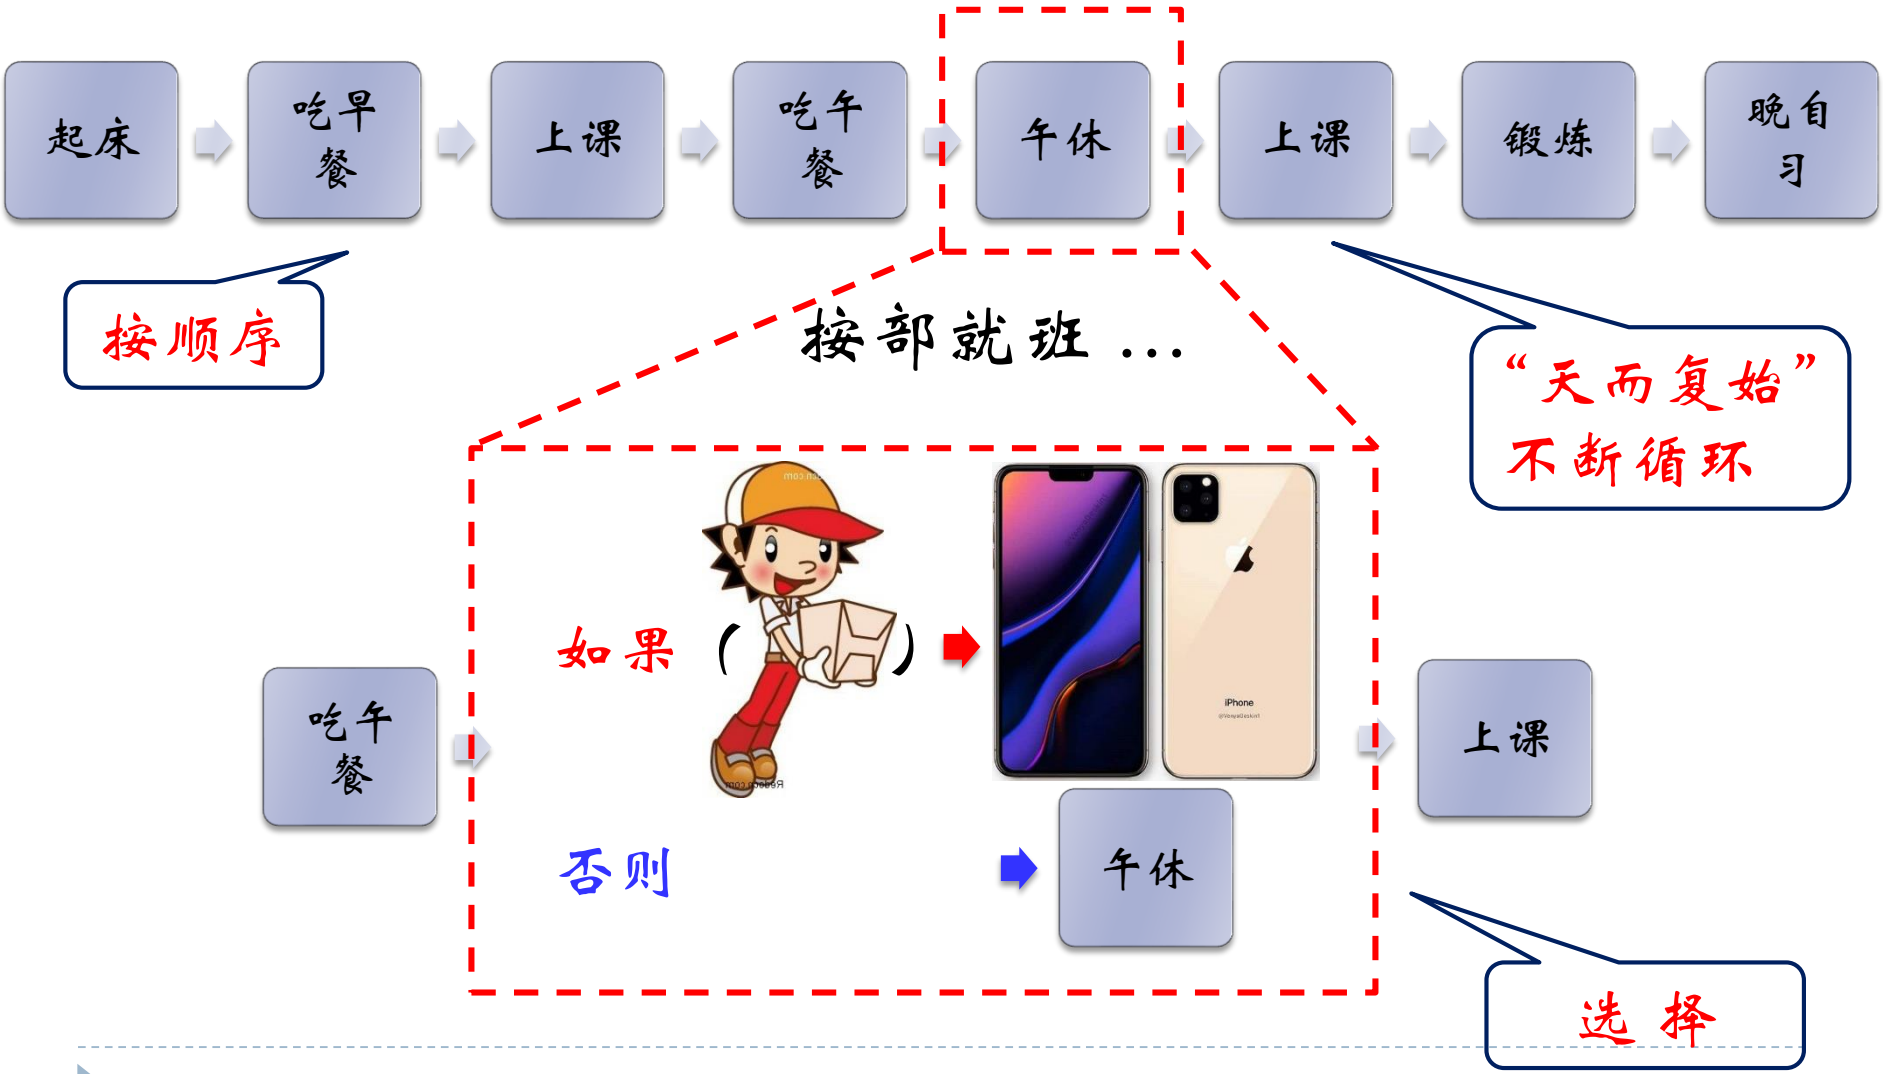 起床
吃早
餐
上课
吃午
餐
午休
上课
锻炼
晚自
习
按顺序
按部就班...
“天而复始”
不断循环
如果（ ）
iPhone
吃午
餐
上课
否则
午休
选择